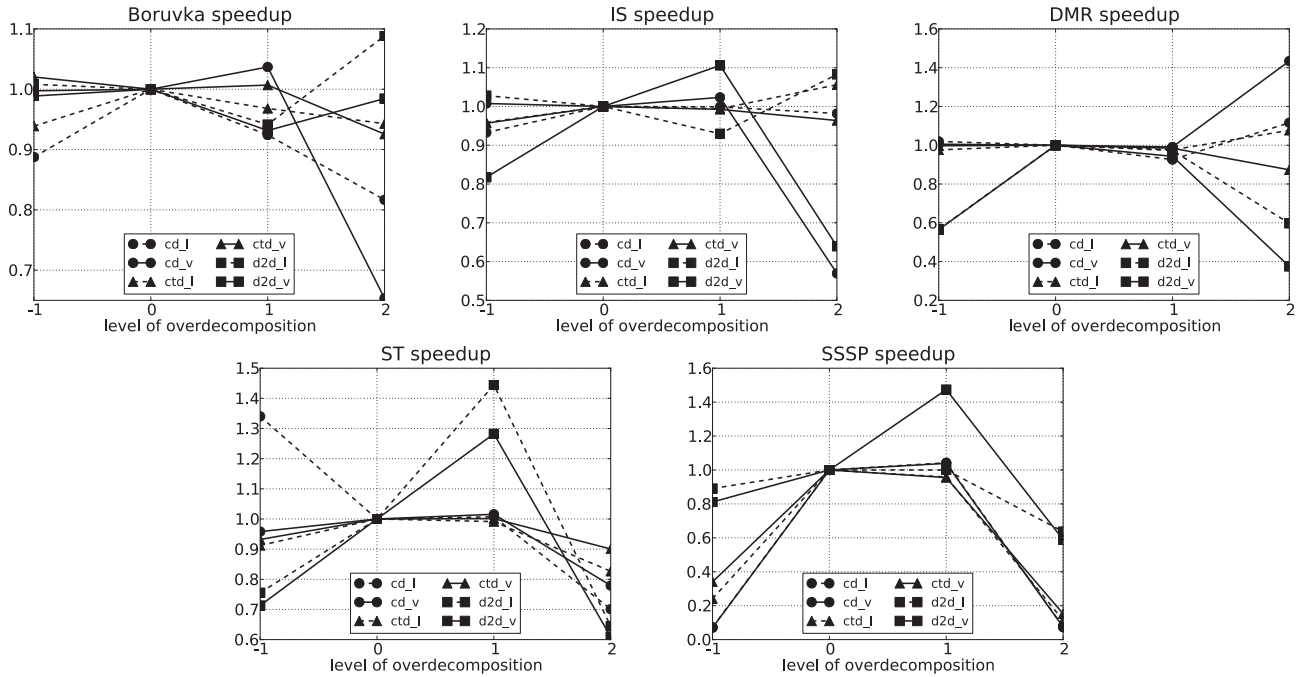 Boruvka speedup
1.1
1.0
0.9
0.8
0.7
cd_l
cd_v
ctd_l
ctd_v
d2d_l
d2d_v
-1 0 1 2
level of overdecomposition
IS speedup
1.2
1.1
1.0
0.9
0.8
0.7
0.6
0.5
cd_l
cd_v
ctd_l
ctd_v
d2d_l
d2d_v
-1 0 1 2
level of overdecomposition
DMR speedup
1.6
1.4
1.2
1.0
0.8
0.6
0.4
0.2
cd_l
cd_v
ctd_l
ctd_v
d2d_l
d2d_v
-1 0 1 2
level of overdecomposition
ST speedup
1.5
1.4
1.3
1.2
1.1
1.0
0.9
0.8
0.7
0.6
cd_l
cd_v
ctd_l
ctd_v
d2d_l
d2d_v
-1 0 1 2
level of overdecomposition
SSSP speedup
1.6
1.4
1.2
1.0
0.8
0.6
0.4
0.2
0.0
cd_l
cd_v
ctd_l
ctd_v
d2d_l
d2d_v
-1 0 1 2
level of overdecomposition